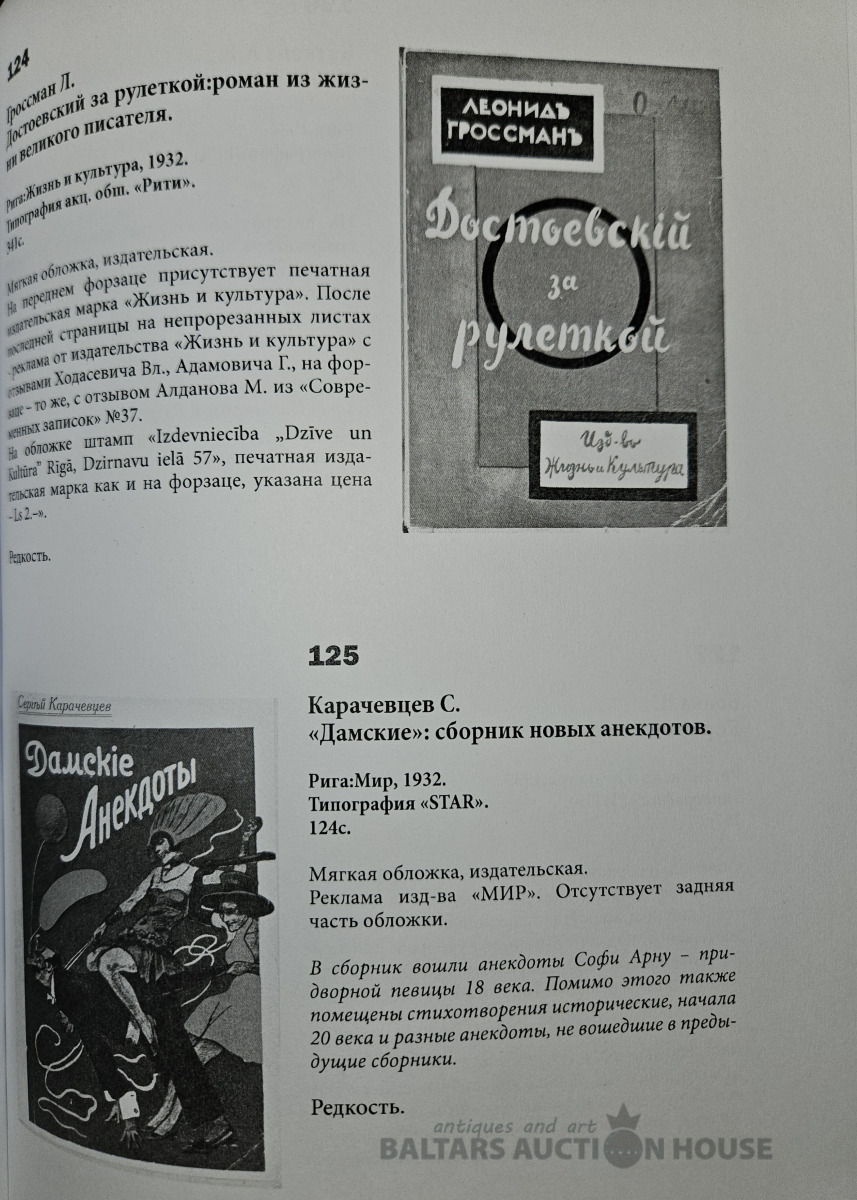 124
Гроссман Л.
Достоевский за рулеткой:роман из жиз-
ни великого писателя.
Рига:Жизнь и культура, 1932.
Типография акц. общ. «Рити».
341с.
Мягкая обложка, издательская.
На переднем форзаце присутствует печатная
издательская марка «Жизнь и культура». После
последней страницы на непрорезанных листах
- реклама от издательства «Жизнь и культура» с
отзывами Ходасевича Вл., Адамовича Г., на фор-
заце – то же, с отзывом Алданова М. из «Совре-
менных записок» №37.
На обложке штамп «Izdevniecība „Dzīve un
Kultūra” Rīgā, Dzirnavu ielā 57», печатная изда-
тельская марка как и на форзаце, указана цена
–Ls 2.–».
Редкость.
ЛЕОНИДЪ
ГРОССМАНЪ
Достоевскій
за
рулеткой
Изд-во
Жизнь и Культура
125
Карачевцев С.
«Дамские»: сборник новых анекдотов.
Рига:Мир, 1932.
Типография «STAR».
124с.
Мягкая обложка, издательская.
Реклама изд-ва «МИР». Отсутствует задняя
часть обложки.
В сборник вошли анекдоты Софи Арну – при-
дворной певицы 18 века. Помимо этого также
помещены стихотворения исторические, начала
20 века и разные анекдоты, не вошедшие в преды-
дущие сборники.
Редкость.
Сергѣй Карачевцев
Дамскіе
Анекдоты
antiques and art
BALTARS AUCTION HOUSE